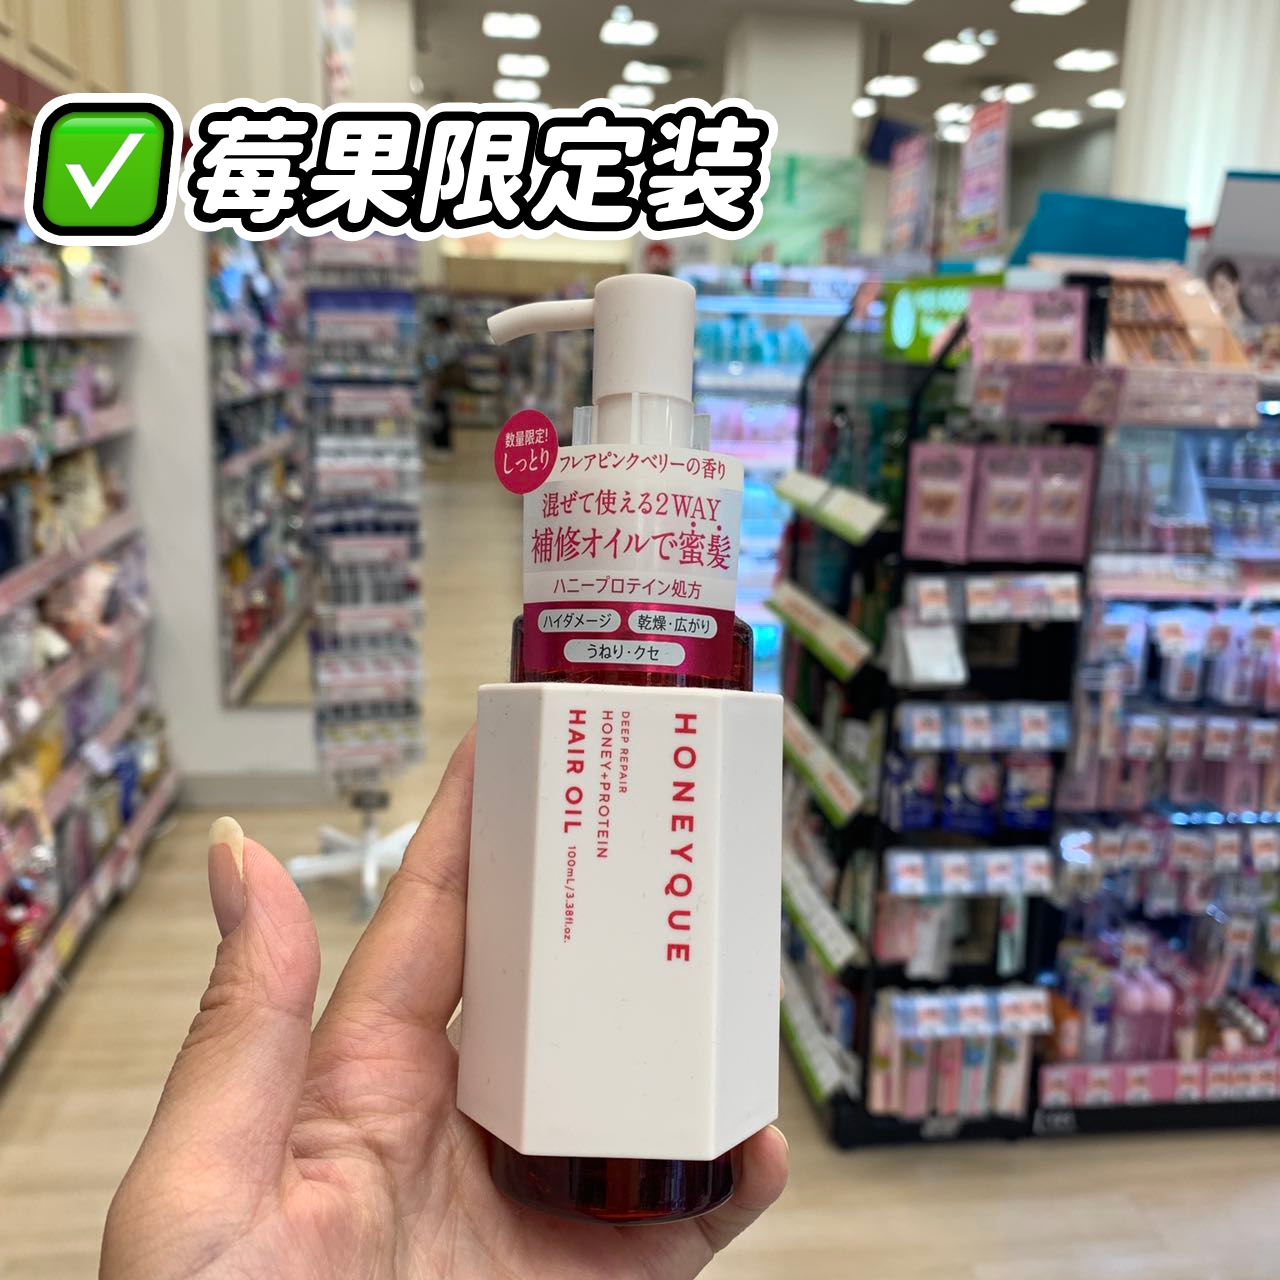 ✅莓果限定装
数量限定!
しっとり
フレアピンクベリーの香り
混ぜて使える2WAY
補修オイルで蜜髪
ハニープロテイン処方
ハイダメージ
乾燥・広がり
うねり・クセ
HONEYQUE
DEEP REPAIR
HONEY+PROTEIN
HAIR OIL 100mL/3.38fl.oz.